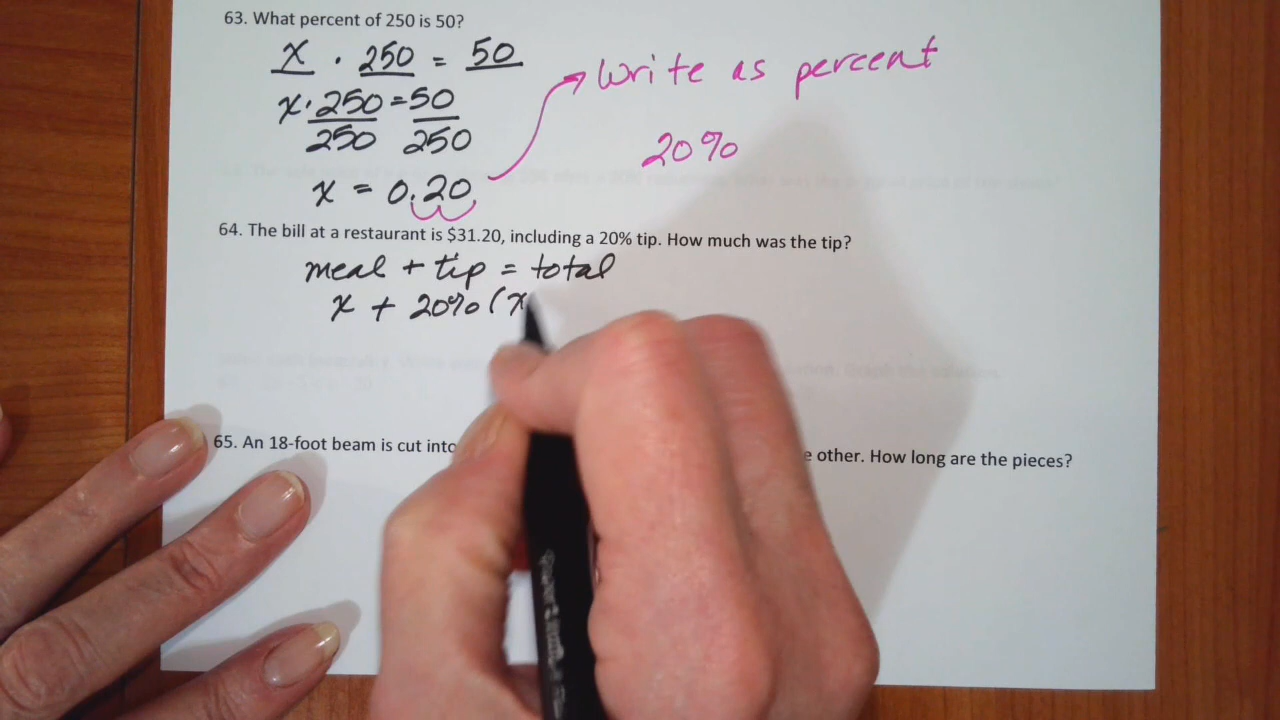 63. What percent of 250 is 50?
x · 250 = 50
Write as percent
x · 250 = 50
250 250
20%
x = 0.20
64. The bill at a restaurant is $31.20, including a 20% tip. How much was the tip?
meal + tip = total
x + 20% (x
65. An 18-foot beam is cut into
other. How long are the pieces?